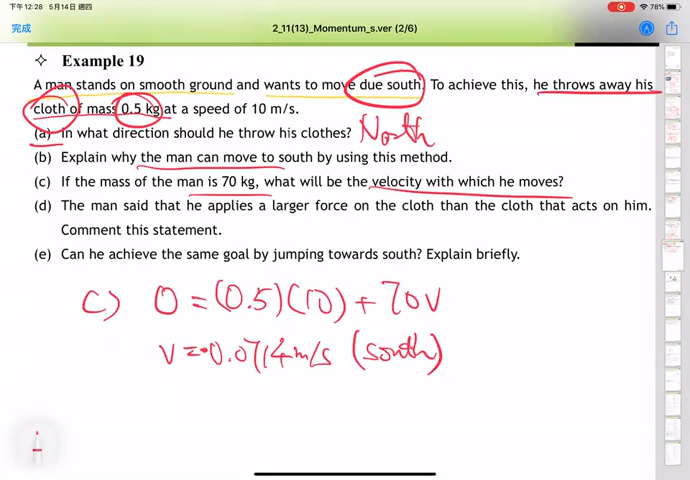 下午 12:28 5月14日 週四
78%
完成
2_11(13)_Momentum_s.ver (2/6)
✧ Example 19
A man stands on smooth ground and wants to move due south. To achieve this, he throws away his
cloth of mass 0.5 kg at a speed of 10 m/s.
(a) In what direction should he throw his clothes? North
(b) Explain why the man can move to south by using this method.
(c) If the mass of the man is 70 kg, what will be the velocity with which he moves?
(d) The man said that he applies a larger force on the cloth than the cloth that acts on him.
Comment this statement.
(e) Can he achieve the same goal by jumping towards south? Explain briefly.
c) 0 = (0.5)(10) + 70v
v = -0.0714 m/s (south)